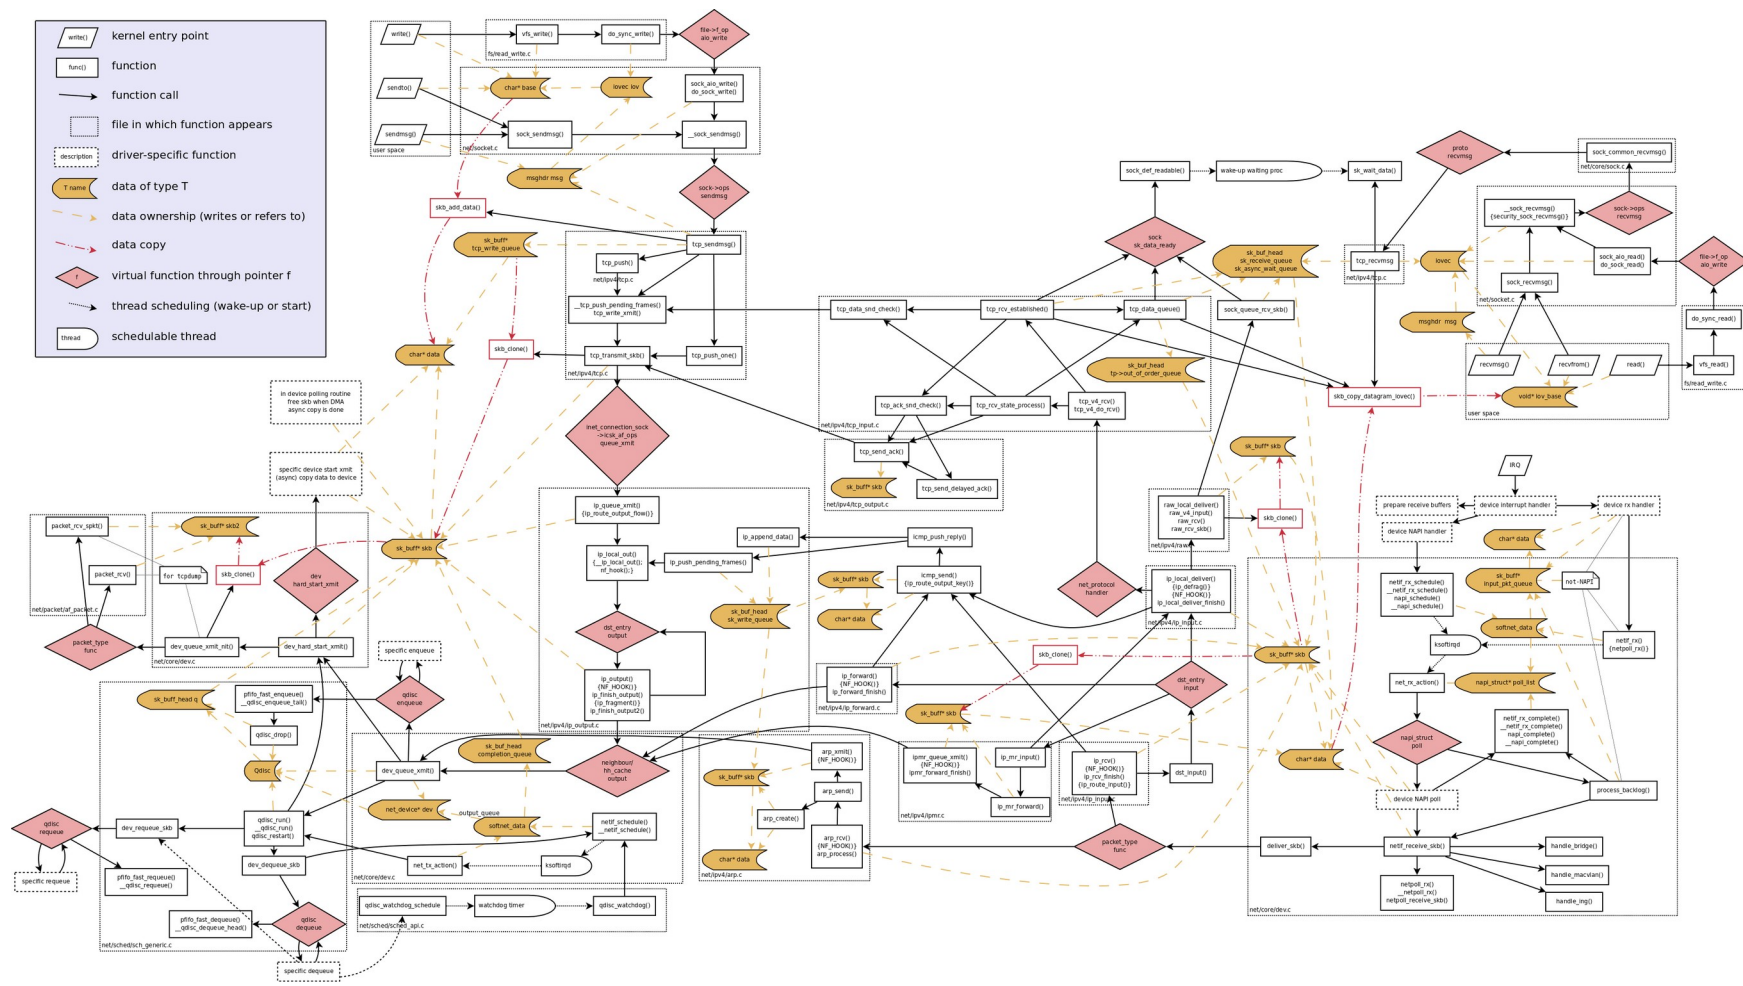 write()
kernel entry point
func()
function
function call
file in which function appears
description
driver-specific function
T name
data of type T
data ownership (writes or refers to)
data copy
f
virtual function through pointer f
thread scheduling (wake-up or start)
thread
schedulable thread
write()
vfs_write()
do_sync_write()
fs/read_write.c
file->f_op
aio_write
sendto()
char* base
iovec iov
sock_aio_write()
do_sock_write()
sendmsg()
user space
sock_sendmsg()
__sock_sendmsg()
net/socket.c
msghdr msg
sock->ops
sendmsg
skb_add_data()
sk_buff*
tcp_write_queue
tcp_sendmsg()
tcp_push()
net/ipv4/tcp.c
__tcp_push_pending_frames()
tcp_write_xmit()
char* data
skb_clone()
tcp_transmit_skb()
tcp_push_one()
net/ipv4/tcp.c
in device polling routine
free skb when DMA
async copy is done
inet_connection_sock
->icsk_af_ops
queue_xmit
specific device start xmit
(async) copy data to device
sock_def_readable()
wake-up waiting proc
sk_wait_data()
proto
recvmsg
sock_common_recvmsg()
net/core/sock.c
__sock_recvmsg()
{security_sock_recvmsg()}
sock->ops
recvmsg
sock
sk_data_ready
sk_buf_head
sk_receive_queue
sk_async_wait_queue
tcp_recvmsg
net/ipv4/tcp.c
iovec
sock_aio_read()
do_sock_read()
file->f_op
aio_write
sock_recvmsg()
net/socket.c
tcp_data_snd_check()
tcp_rcv_established()
tcp_data_queue()
sock_queue_rcv_skb()
msghdr  msg
do_sync_read()
sk_buf_head
tp->out_of_order_queue
recvmsg()
recvfrom()
read()
vfs_read()
fs/read_write.c
tcp_ack_snd_check()
tcp_rcv_state_process()
tcp_v4_rcv()
tcp_v4_do_rcv()
net/ipv4/tcp_input.c
skb_copy_datagram_iovec()
void* iov_base
user space
tcp_send_ack()
sk_buff* skb
tcp_send_delayed_ack()
net/ipv4/tcp_output.c
sk_buff* skb
IRQ
packet_rcv_spkt()
sk_buff* skb2
packet_rcv()
for tcpdump
skb_clone()
net/packet/af_packet.c
packet_type
func
dev
hard_start_xmit
dev_queue_xmit_nit()
dev_hard_start_xmit()
net/core/dev.c
sk_buff* skb
ip_queue_xmit()
{ip_route_output_flow()}
ip_local_out()
{__ip_local_out();
nf_hook();}
ip_append_data()
ip_push_pending_frames()
icmp_push_reply()
icmp_send()
{ip_route_output_key()}
sk_buff* skb
char* data
sk_buf_head
sk_write_queue
dst_entry
output
ip_output()
{NF_HOOK()}
ip_finish_output()
{ip_fragment()}
ip_finish_output2()
net/ipv4/ip_output.c
raw_local_deliver()
raw_v4_input()
raw_rcv()
raw_rcv_skb()
net/ipv4/raw.c
skb_clone()
net_protocol
handler
ip_local_deliver()
{ip_defrag()}
{NF_HOOK()}
ip_local_deliver_finish()
net/ipv4/ip_input.c
skb_clone()
sk_buff* skb
ip_forward()
{NF_HOOK()}
ip_forward_finish()
net/ipv4/ip_forward.c
dst_entry
input
sk_buff* skb
prepare receive buffers
device interrupt handler
device rx handler
device NAPI handler
char* data
netif_rx_schedule()
__netif_rx_schedule()
napi_schedule()
__napi_schedule()
sk_buff*
input_pkt_queue
not-NAPI
softnet_data
ksoftirqd
netif_rx()
{netpoll_rx()}
net_rx_action()
napi_struct* poll_list
netif_rx_complete()
__netif_rx_complete()
napi_complete()
__napi_complete()
napi_struct
poll
char* data
process_backlog()
device NAPI poll
deliver_skb()
netif_receive_skb()
handle_bridge()
handle_macvlan()
netpoll_rx()
__netpoll_rx()
netpoll_receive_skb()
handle_ing()
net/core/dev.c
specific enqueue
sk_buff_head q
pfifo_fast_enqueue()
__qdisc_enqueue_tail()
qdisc
enqueue
qdisc_drop()
Qdisc
dev_queue_xmit()
sk_buf_head
completion_queue
neighbour/
hh_cache
output
net_device* dev
output_queue
softnet_data
netif_schedule()
__netif_schedule()
net_tx_action()
ksoftirqd
net/core/dev.c
qdisc
requeue
dev_requeue_skb
qdisc_run()
__qdisc_run()
qdisc_restart()
dev_dequeue_skb
specific requeue
pfifo_fast_requeue()
__qdisc_requeue()
pfifo_fast_dequeue()
__qdisc_dequeue_head()
qdisc
dequeue
net/sched/sch_generic.c
specific dequeue
qdisc_watchdog_schedule
watchdog timer
qdisc_watchdog()
net/sched/sched_api.c
arp_xmit()
{NF_HOOK()}
sk_buff* skb
arp_send()
arp_create()
arp_rcv()
{NF_HOOK()}
arp_process()
char* data
net/ipv4/arp.c
ipmr_queue_xmit()
{NF_HOOK()}
ipmr_forward_finish()
ip_mr_input()
ip_mr_forward()
net/ipv4/ipmr.c
ip_rcv()
{NF_HOOK()}
ip_rcv_finish()
{ip_route_input()}
net/ipv4/ip_input.c
dst_input()
packet_type
func